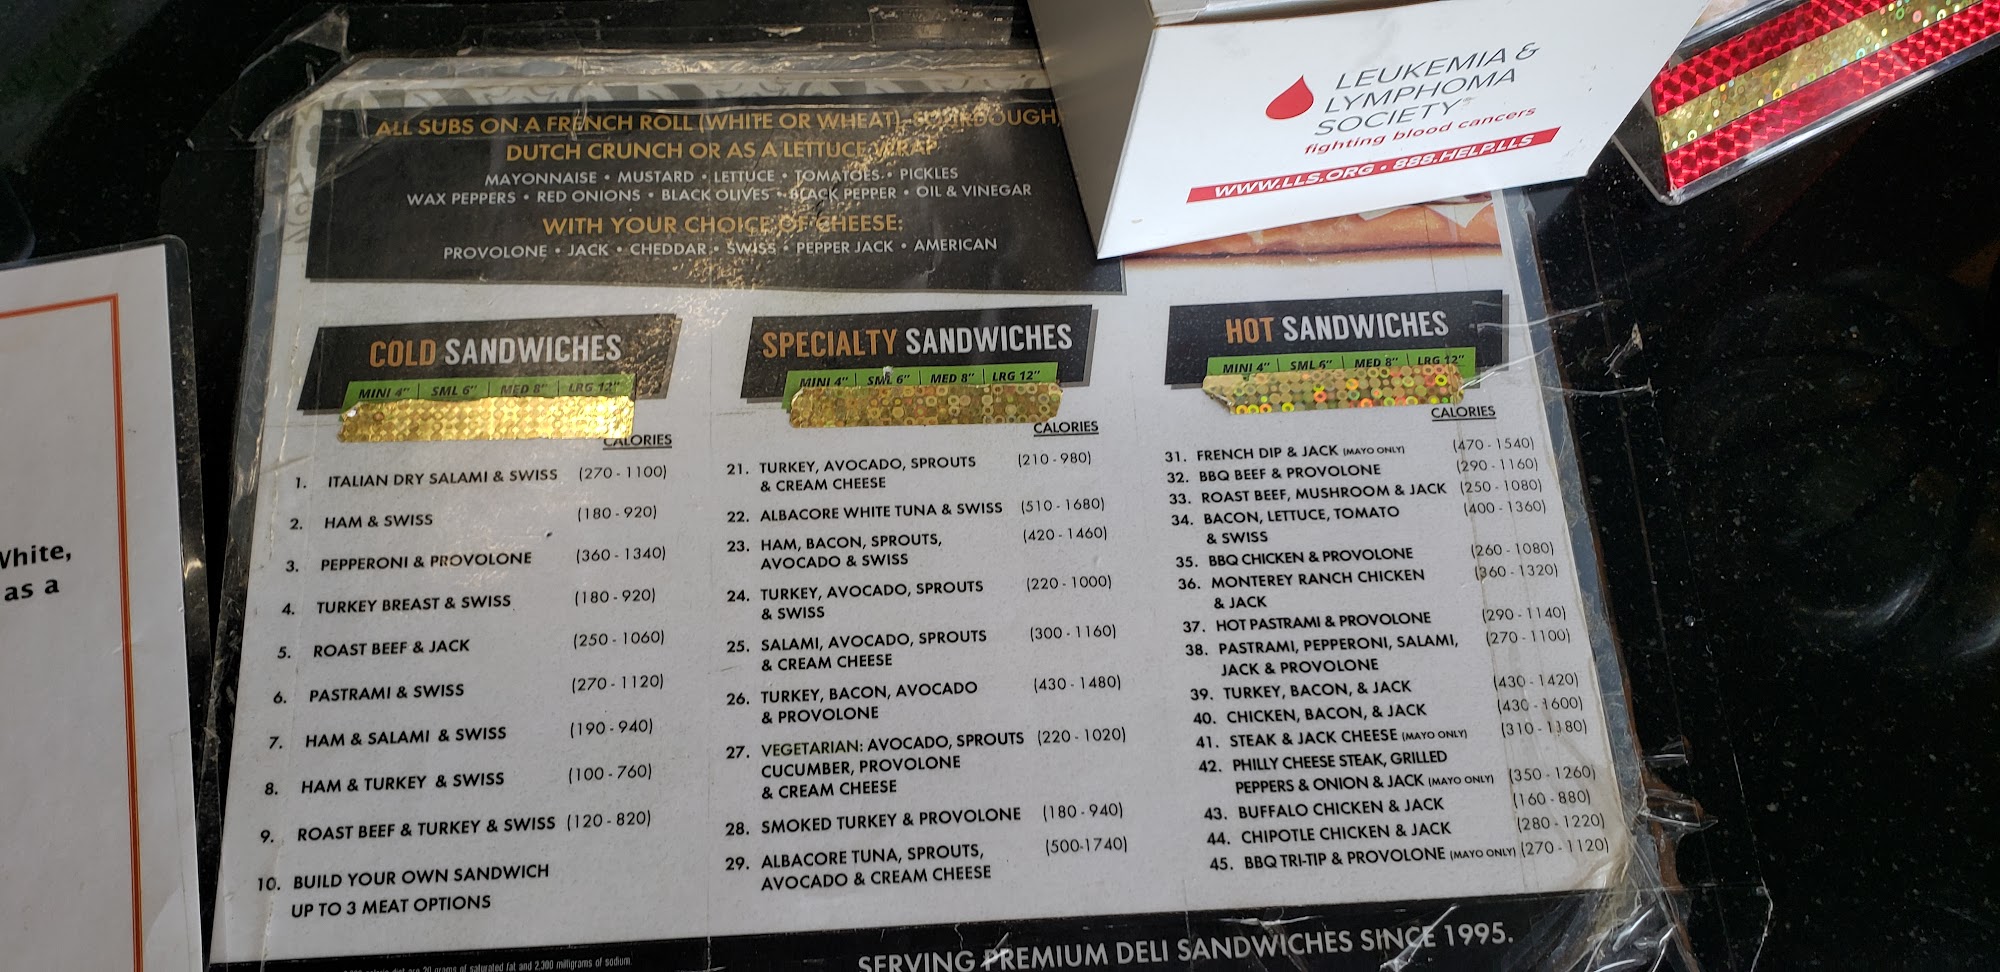 ALL SUBS ON A FRENCH ROLL (WHITE OR WHEAT), SOURDOUGH,
DUTCH CRUNCH OR AS A LETTUCE WRAP
MAYONNAISE • MUSTARD • LETTUCE • TOMATOES • PICKLES
WAX PEPPERS • RED ONIONS • BLACK OLIVES • BLACK PEPPER • OIL & VINEGAR
WITH YOUR CHOICE OF CHEESE:
PROVOLONE • JACK • CHEDDAR • SWISS • PEPPER JACK • AMERICAN
LEUKEMIA &
LYMPHOMA
SOCIETY
fighting blood cancers
WWW.LLS.ORG • 888.HELP.LLS
White,
as a
COLD SANDWICHES
MINI 4" | SML 6" | MED 8" | LRG 12"
CALORIES
1. ITALIAN DRY SALAMI & SWISS (270 - 1100)
2. HAM & SWISS (180 - 920)
3. PEPPERONI & PROVOLONE (360 - 1340)
4. TURKEY BREAST & SWISS (180 - 920)
5. ROAST BEEF & JACK (250 - 1060)
6. PASTRAMI & SWISS (270 - 1120)
7. HAM & SALAMI & SWISS (190 - 940)
8. HAM & TURKEY & SWISS (100 - 760)
9. ROAST BEEF & TURKEY & SWISS (120 - 820)
10. BUILD YOUR OWN SANDWICH
UP TO 3 MEAT OPTIONS
SPECIALTY SANDWICHES
MINI 4" | SML 6" | MED 8" | LRG 12"
CALORIES
21. TURKEY, AVOCADO, SPROUTS (210 - 980)
& CREAM CHEESE
22. ALBACORE WHITE TUNA & SWISS (510 - 1680)
23. HAM, BACON, SPROUTS, (420 - 1460)
AVOCADO & SWISS
24. TURKEY, AVOCADO, SPROUTS (220 - 1000)
& SWISS
25. SALAMI, AVOCADO, SPROUTS (300 - 1160)
& CREAM CHEESE
26. TURKEY, BACON, AVOCADO (430 - 1480)
& PROVOLONE
27. VEGETARIAN: AVOCADO, SPROUTS (220 - 1020)
CUCUMBER, PROVOLONE
& CREAM CHEESE
28. SMOKED TURKEY & PROVOLONE (180 - 940)
29. ALBACORE TUNA, SPROUTS, (500-1740)
AVOCADO & CREAM CHEESE
HOT SANDWICHES
MINI 4" | SML 6" | MED 8" | LRG 12"
CALORIES
31. FRENCH DIP & JACK (MAYO ONLY) (470 - 1540)
32. BBQ BEEF & PROVOLONE (290 - 1160)
33. ROAST BEEF, MUSHROOM & JACK (250 - 1080)
34. BACON, LETTUCE, TOMATO (400 - 1360)
& SWISS
35. BBQ CHICKEN & PROVOLONE (260 - 1080)
36. MONTEREY RANCH CHICKEN (360 - 1320)
& JACK
37. HOT PASTRAMI & PROVOLONE (290 - 1140)
38. PASTRAMI, PEPPERONI, SALAMI, (270 - 1100)
JACK & PROVOLONE
39. TURKEY, BACON, & JACK (430 - 1420)
40. CHICKEN, BACON, & JACK (430 - 1600)
41. STEAK & JACK CHEESE (MAYO ONLY) (310 - 1180)
42. PHILLY CHEESE STEAK, GRILLED
PEPPERS & ONION & JACK (MAYO ONLY) (350 - 1260)
43. BUFFALO CHICKEN & JACK (160 - 880)
44. CHIPOTLE CHICKEN & JACK (280 - 1220)
45. BBQ TRI-TIP & PROVOLONE (MAYO ONLY) (270 - 1120)
are 20 grams of saturated fat and 2,300 milligrams of sodium.
SERVING PREMIUM DELI SANDWICHES SINCE 1995.